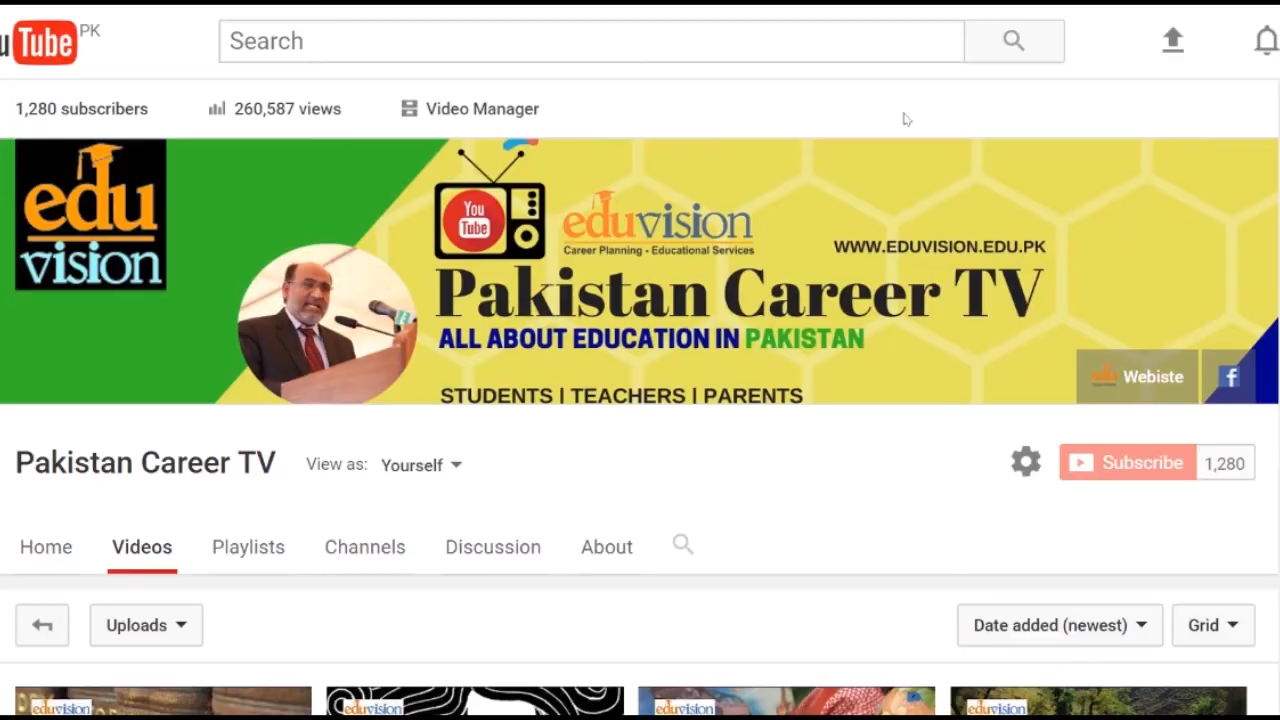 Tube PK
Search
1,280 subscribers
260,587 views
Video Manager
edu
vision
You
Tube
eduvision
Career Planning - Educational Services
WWW.EDUVISION.EDU.PK
Pakistan Career TV
ALL ABOUT EDUCATION IN PAKISTAN
STUDENTS | TEACHERS | PARENTS
edu Webiste f
Pakistan Career TV
View as: Yourself
Subscribe 1,280
Home Videos Playlists Channels Discussion About
Uploads
Date added (newest) Grid
eduvision eduvision eduvision eduvision